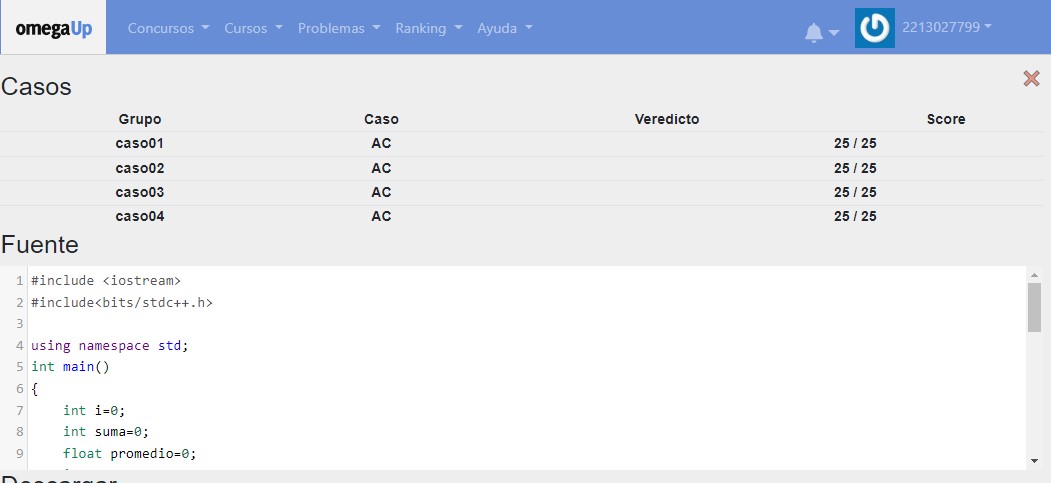 omegaUp Concursos Cursos Problemas Ranking Ayuda 2213027799
Casos
Grupo Caso Veredicto Score
caso01 AC 25 / 25
caso02 AC 25 / 25
caso03 AC 25 / 25
caso04 AC 25 / 25
Fuente
1 #include <iostream>
2 #include<bits/stdc++.h>
3
4 using namespace std;
5 int main()
6 {
7 int i=0;
8 int suma=0;
9 float promedio=0;
Descargar